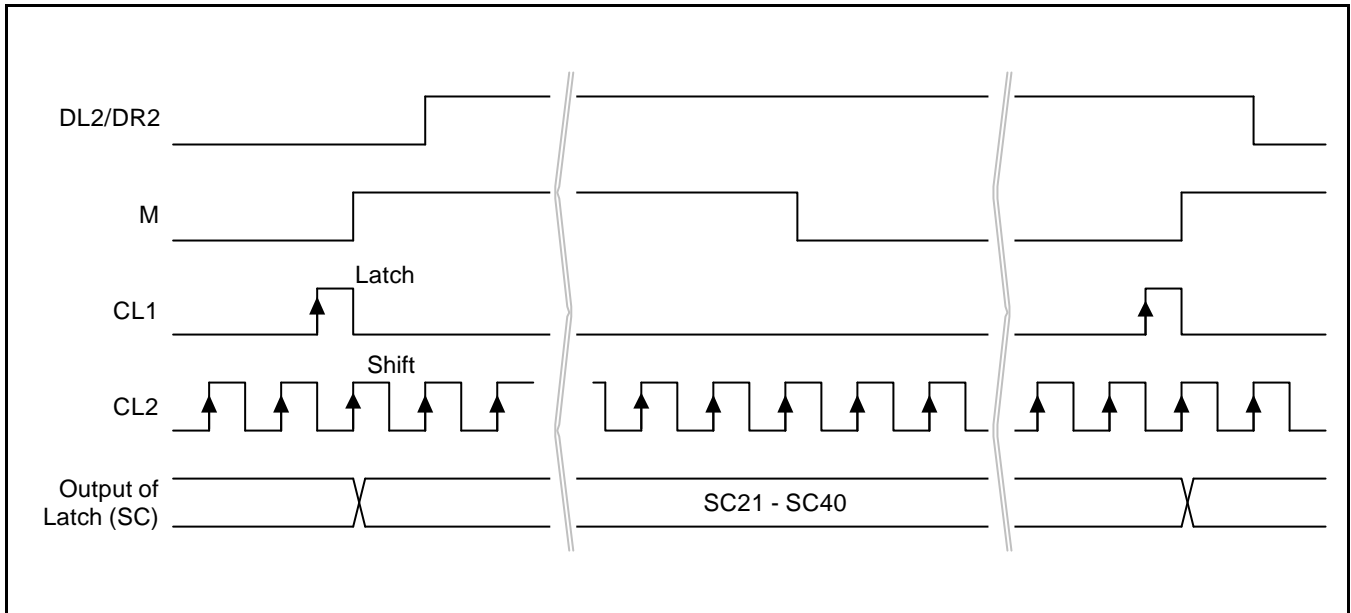 DL2/DR2
M
Latch
CL1
Shift
CL2
Output of
Latch (SC)
SC21 - SC40